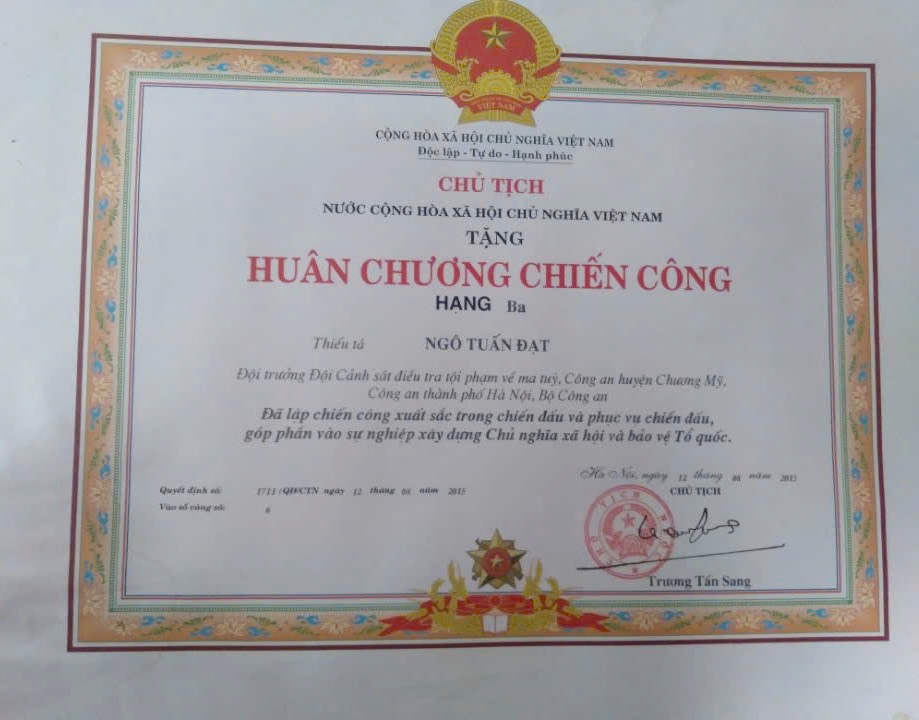 VIỆT NAM
CỘNG HÒA XÃ HỘI CHỦ NGHĨA VIỆT NAM
Độc lập - Tự do - Hạnh phúc
CHỦ TỊCH
NƯỚC CỘNG HÒA XÃ HỘI CHỦ NGHĨA VIỆT NAM
TẶNG
HUÂN CHƯƠNG CHIẾN CÔNG
HẠNG Ba
Thiếu tá NGÔ TUẤN ĐẠT
Đội trưởng Đội Cảnh sát điều tra tội phạm về ma tuý, Công an huyện Chương Mỹ,
Công an thành phố Hà Nội, Bộ Công an
Đã lập chiến công xuất sắc trong chiến đấu và phục vụ chiến đấu,
góp phần vào sự nghiệp xây dựng Chủ nghĩa xã hội và bảo vệ Tổ quốc.
Hà Nội, ngày 12 tháng 08 năm 2015
Quyết định số: 1711 /QĐ/CTN ngày 12 tháng 08 năm 2015
CHỦ TỊCH
Vào sổ vàng số: 6
Trương Tấn Sang